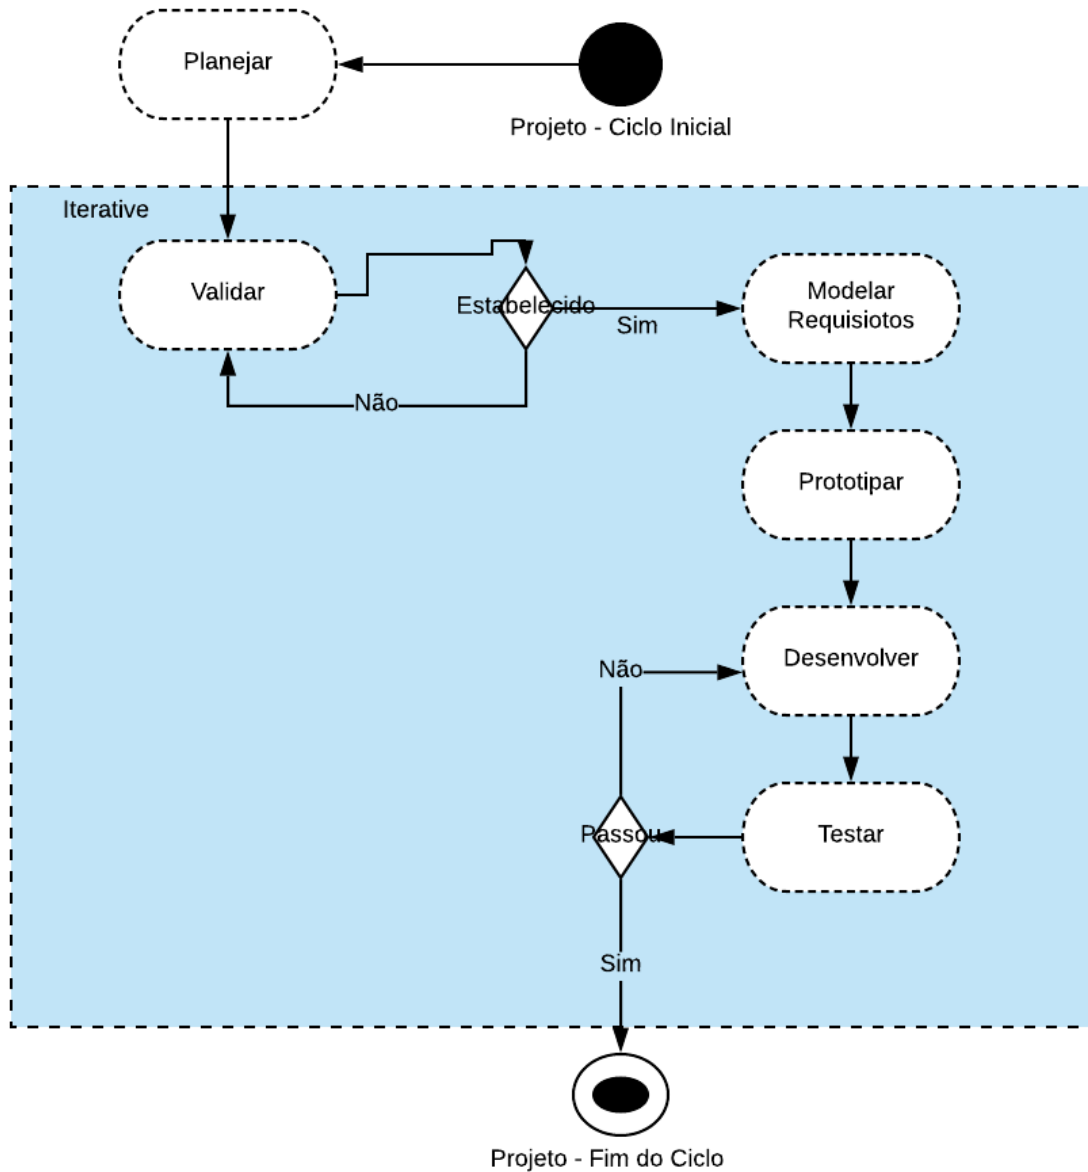 Planejar
Projeto - Ciclo Inicial
Iterative
Validar
Estabelecido
Sim
Modelar
Requisiotos
Não
Prototipar
Desenvolver
Não
Passou
Testar
Sim
Projeto - Fim do Ciclo